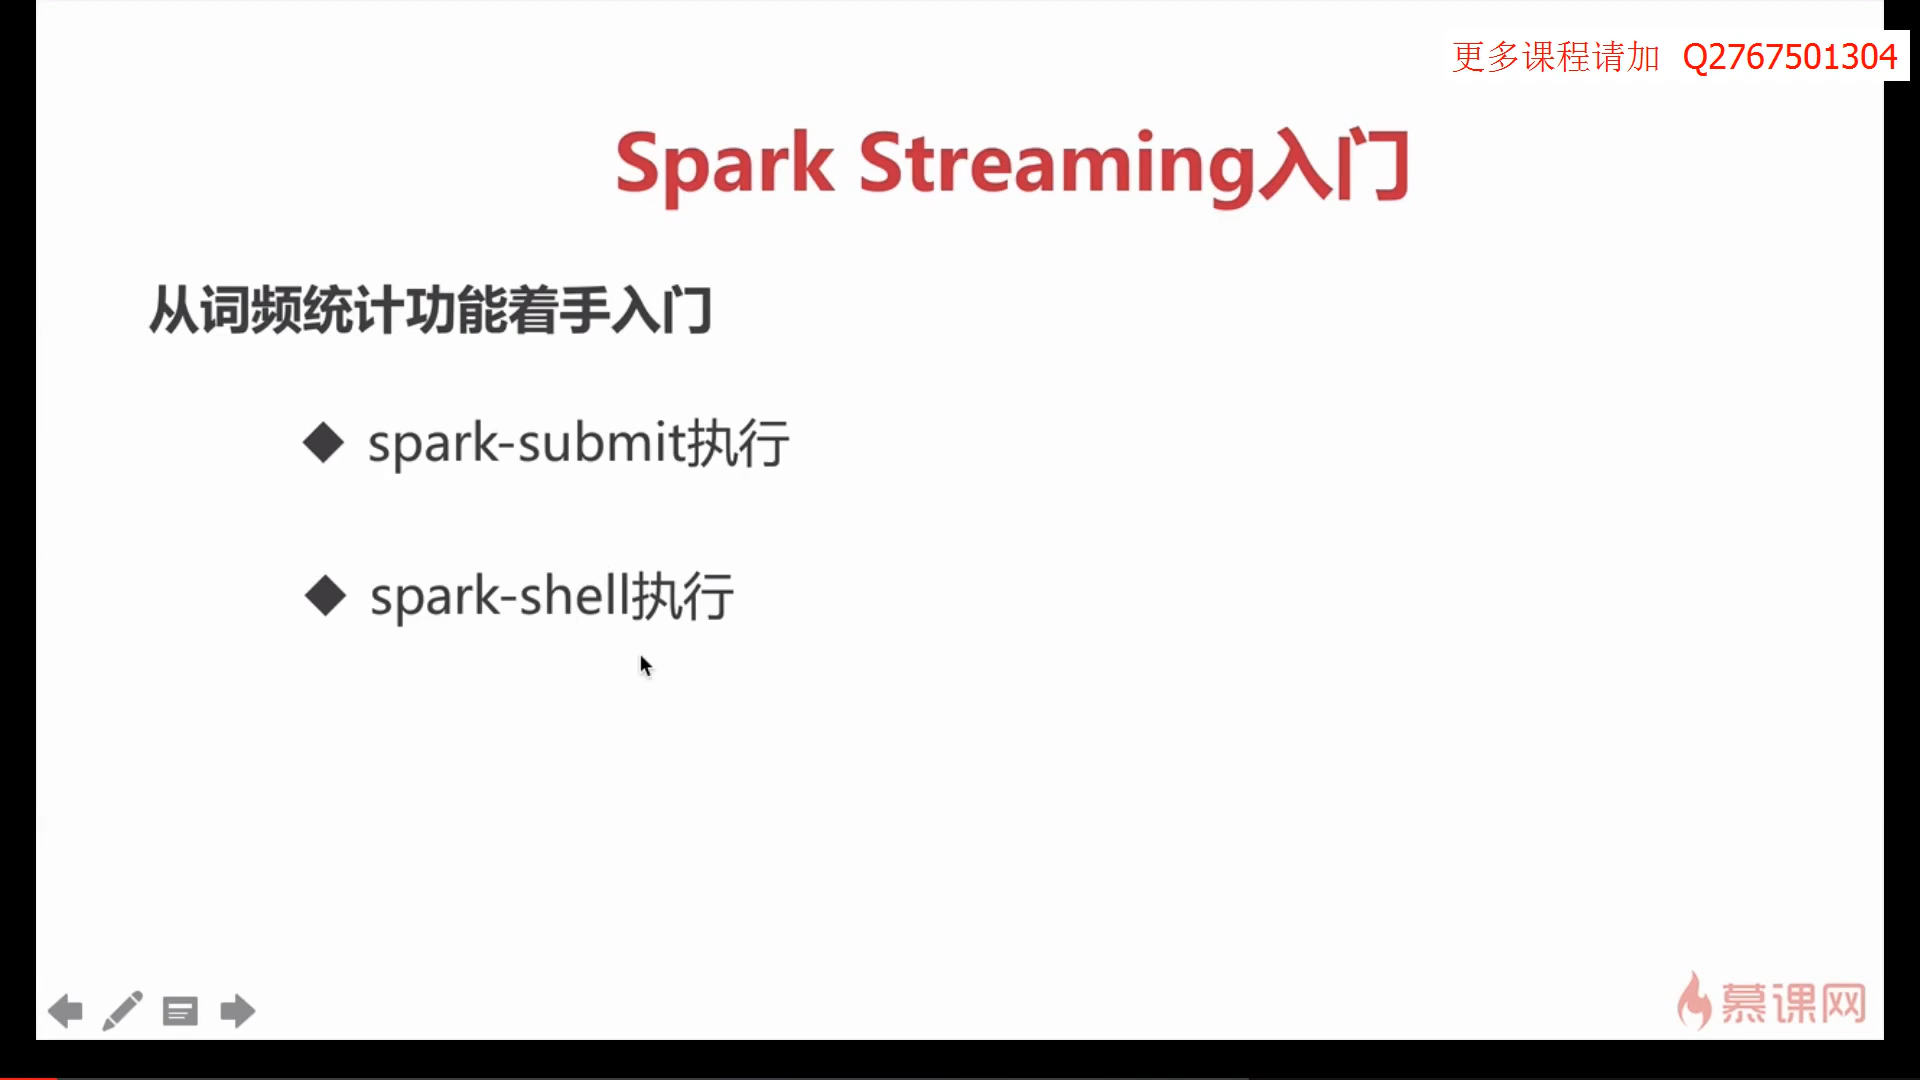 更多课程请加 Q2767501304
Spark Streaming入门
从词频统计功能着手入门
◆ spark-submit执行
◆ spark-shell执行
慕课网